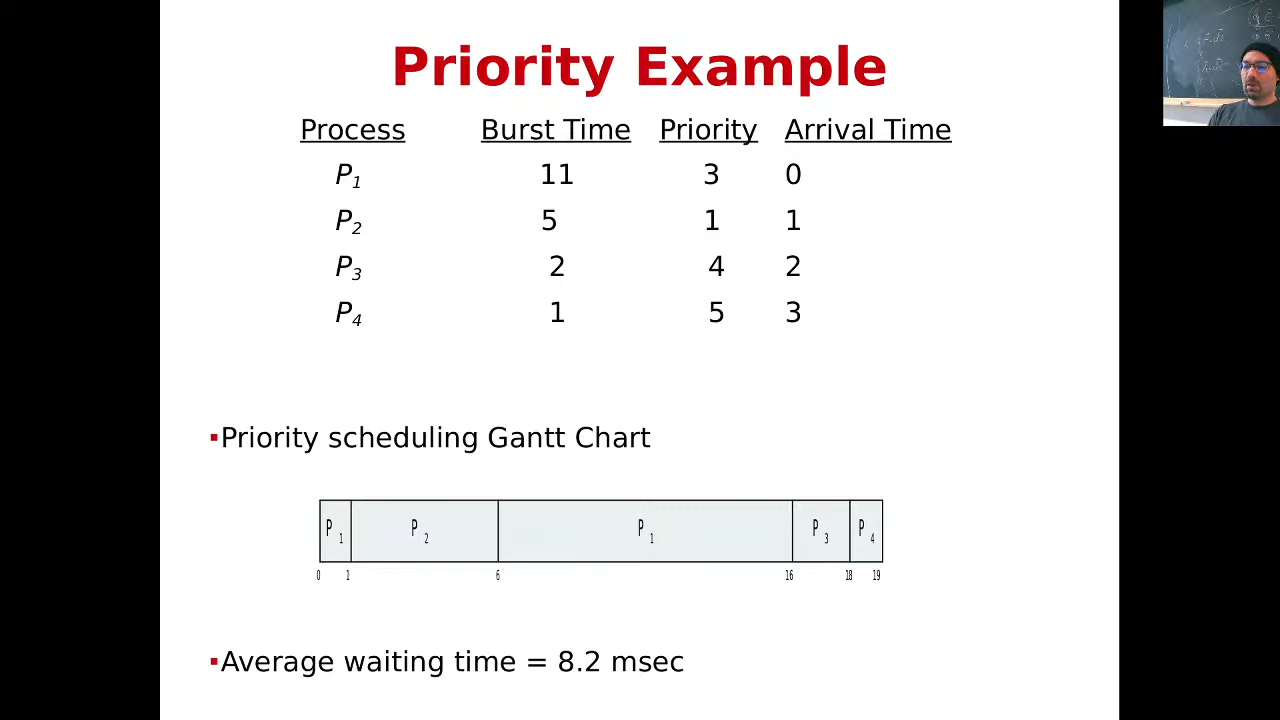 Priority Example
Process Burst Time Priority Arrival Time
P1 11 3 0
P2 5 1 1
P3 2 4 2
P4 1 5 3
▪Priority scheduling Gantt Chart
P 1 P 2 P 1 P 3 P 4
0 1 6 16 18 19
▪Average waiting time = 8.2 msec